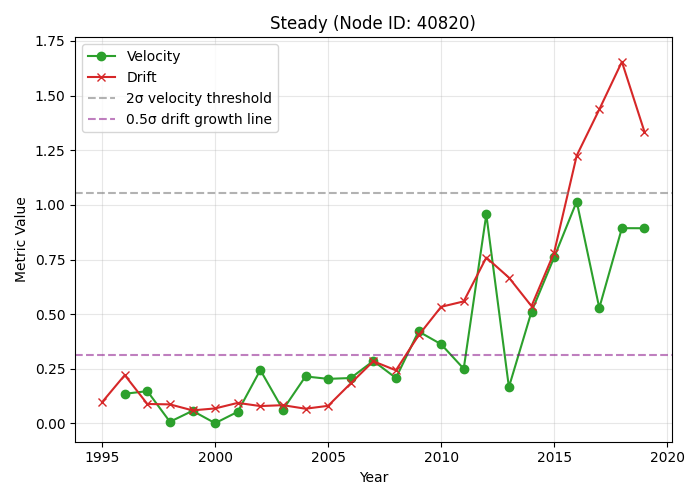 Steady (Node ID: 40820)
Velocity
Drift
2σ velocity threshold
0.5σ drift growth line
Metric Value
1.75
1.50
1.25
1.00
0.75
0.50
0.25
0.00
1995 2000 2005 2010 2015 2020
Year